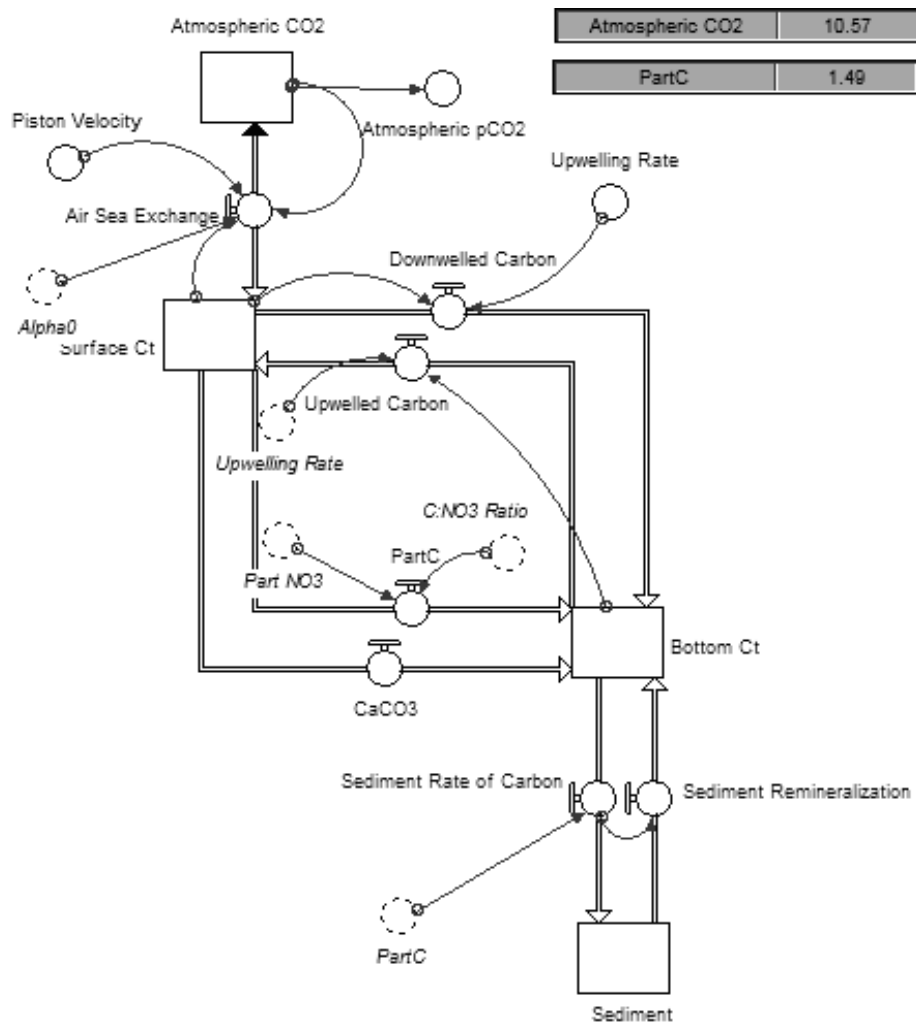 Atmospheric CO2
Atmospheric CO2 10.57
PartC 1.49
Piston Velocity
Atmospheric pCO2
Upwelling Rate
Air Sea Exchange
Downwelled Carbon
Alpha0
Surface Ct
Upwelled Carbon
Upwelling Rate
C:NO3 Ratio
PartC
Part NO3
Bottom Ct
CaCO3
Sediment Rate of Carbon
Sediment Remineralization
PartC
Sediment